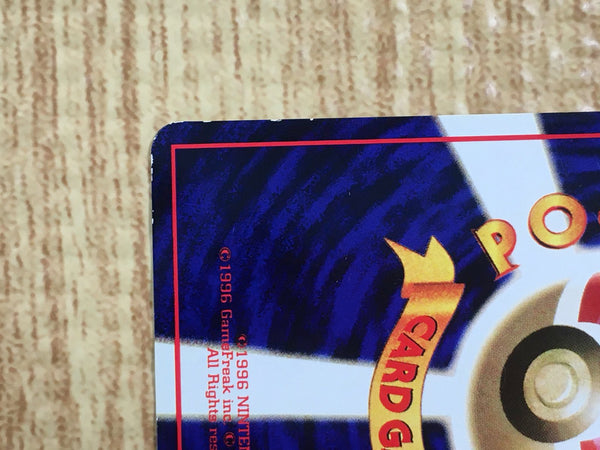 PO
CARD G
©1996 NINTE
©1996 GameFreak inc. ©
All Rights res